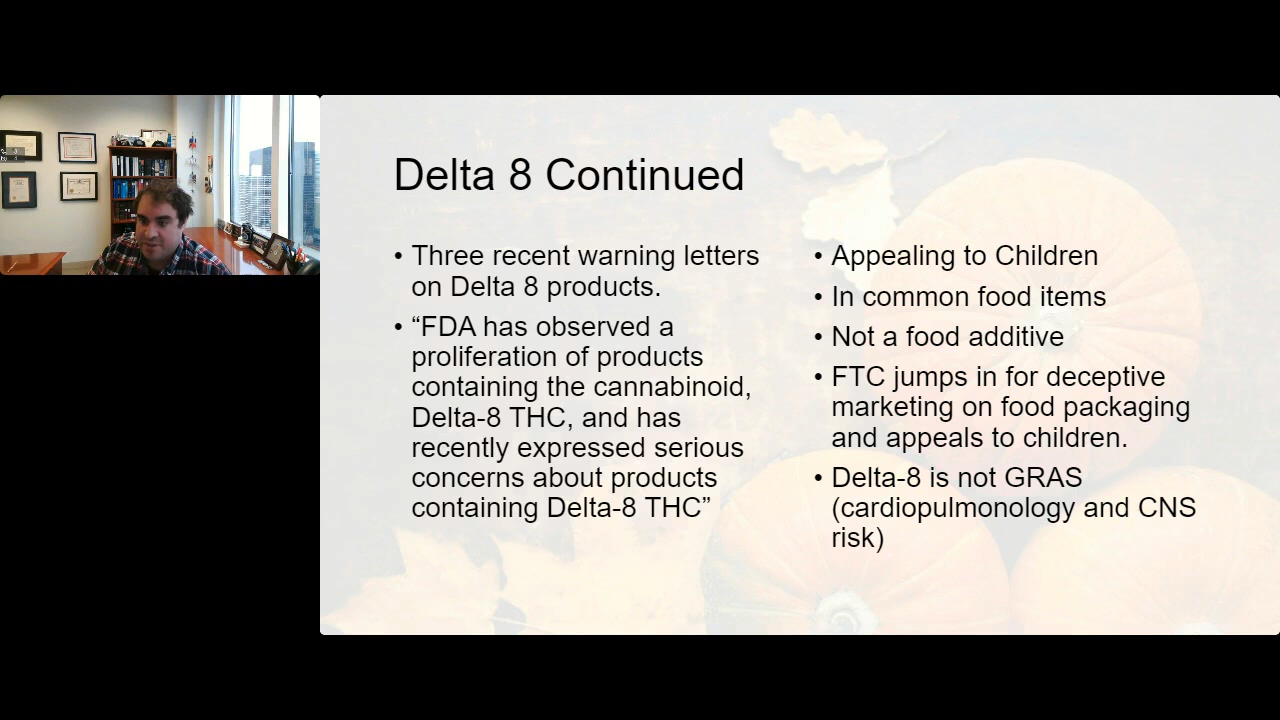 Delta 8 Continued
• Three recent warning letters
on Delta 8 products.
• “FDA has observed a
proliferation of products
containing the cannabinoid,
Delta-8 THC, and has
recently expressed serious
concerns about products
containing Delta-8 THC”
• Appealing to Children
• In common food items
• Not a food additive
• FTC jumps in for deceptive
marketing on food packaging
and appeals to children.
• Delta-8 is not GRAS
(cardiopulmonology and CNS
risk)